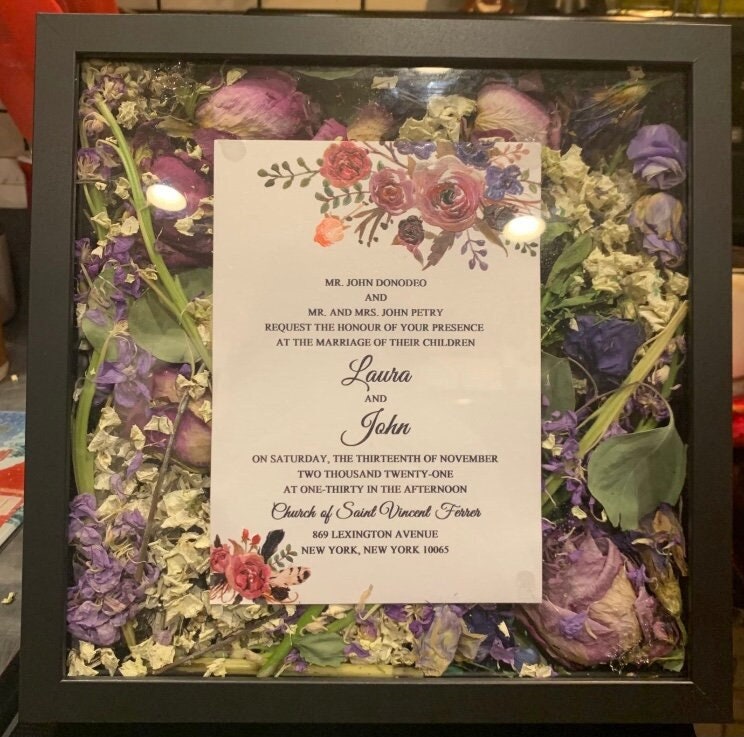 MR. JOHN DONODEO
AND
MR. AND MRS. JOHN PETRY
REQUEST THE HONOUR OF YOUR PRESENCE
AT THE MARRIAGE OF THEIR CHILDREN
Laura
AND
John
ON SATURDAY, THE THIRTEENTH OF NOVEMBER
TWO THOUSAND TWENTY-ONE
AT ONE-THIRTY IN THE AFTERNOON
Church of Saint Vincent Ferrer
869 LEXINGTON AVENUE
NEW YORK, NEW YORK 10065